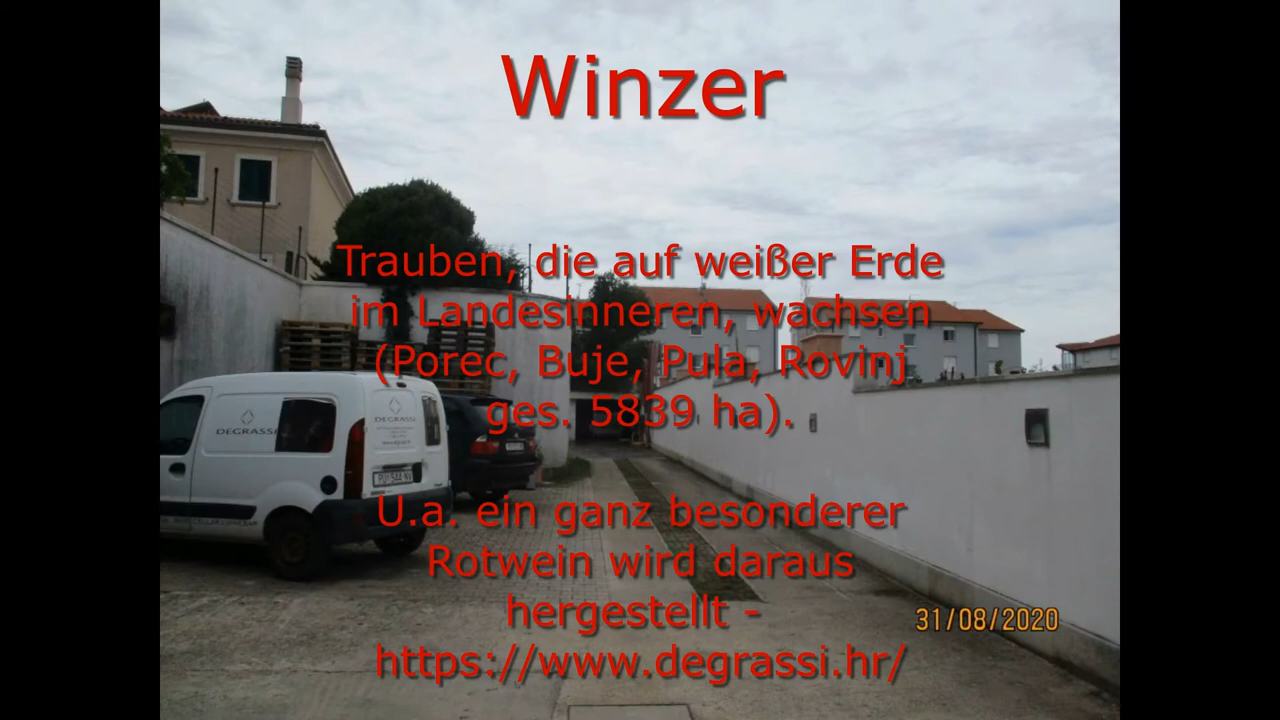 Winzer
Trauben, die auf weißer Erde
im Landesinneren, wachsen
(Porec, Buje, Pula, Rovinj
ges. 5839 ha).
DEGRASSI
DEGRASSI
U.a. ein ganz besonderer
Rotwein wird daraus
hergestellt -
31/08/2020
https://www.degrassi.hr/